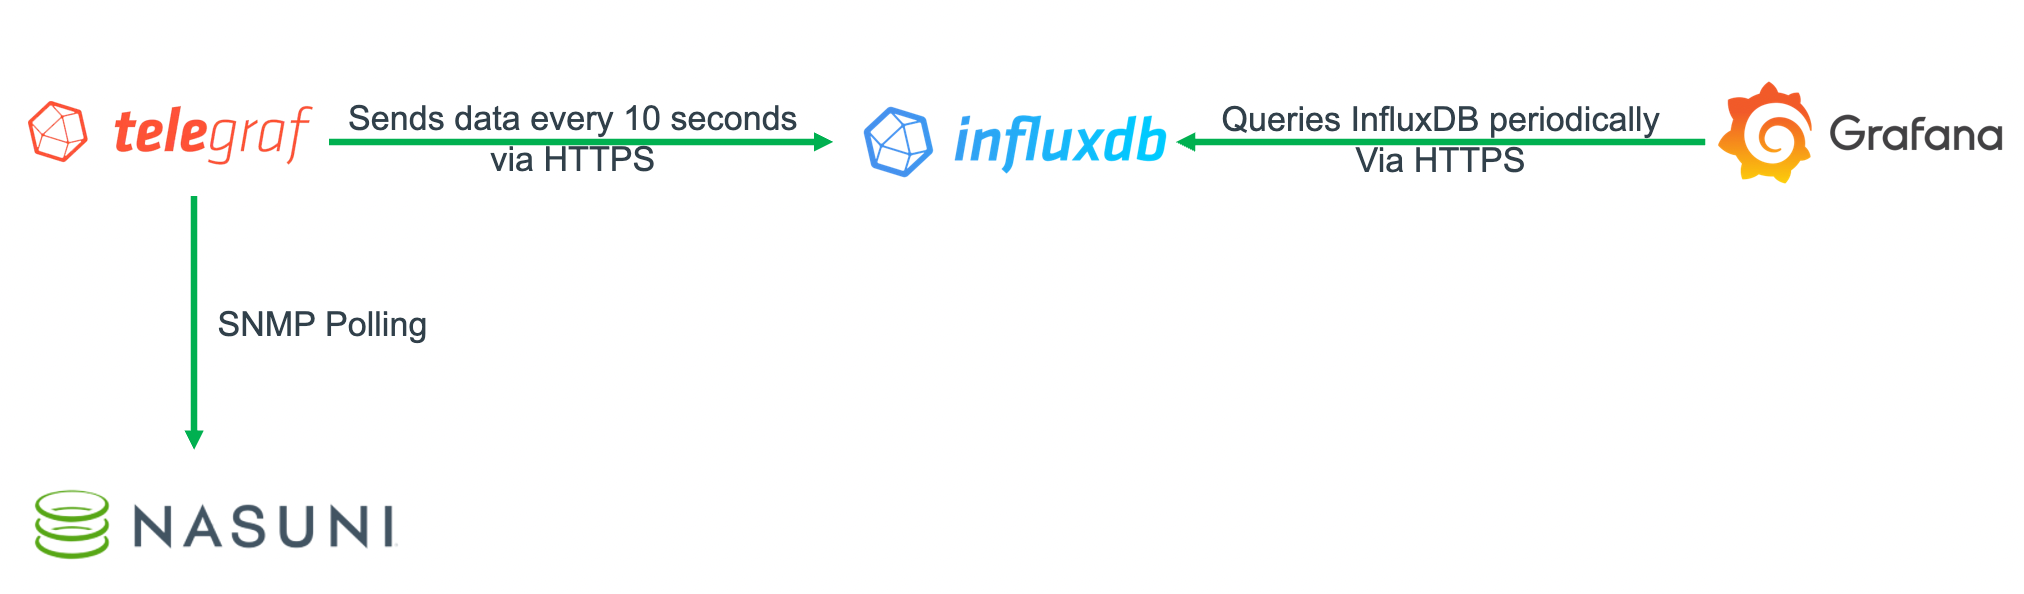 telegraf
Sends data every 10 seconds
via HTTPS
influxdb
Queries InfluxDB periodically
Via HTTPS
Grafana
SNMP Polling
NASUNI